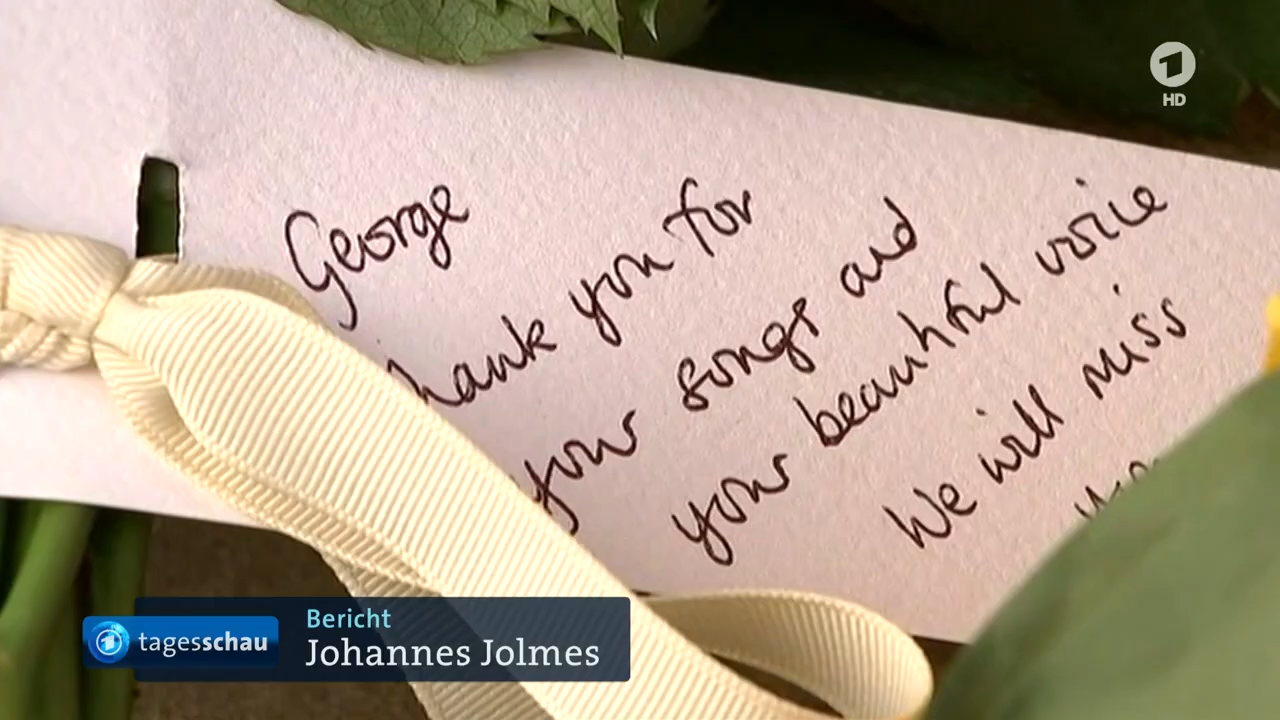 1
HD
George
thank you for
your songs and
your beautiful voice
We will miss
tagesschau
Bericht
Johannes Jolmes